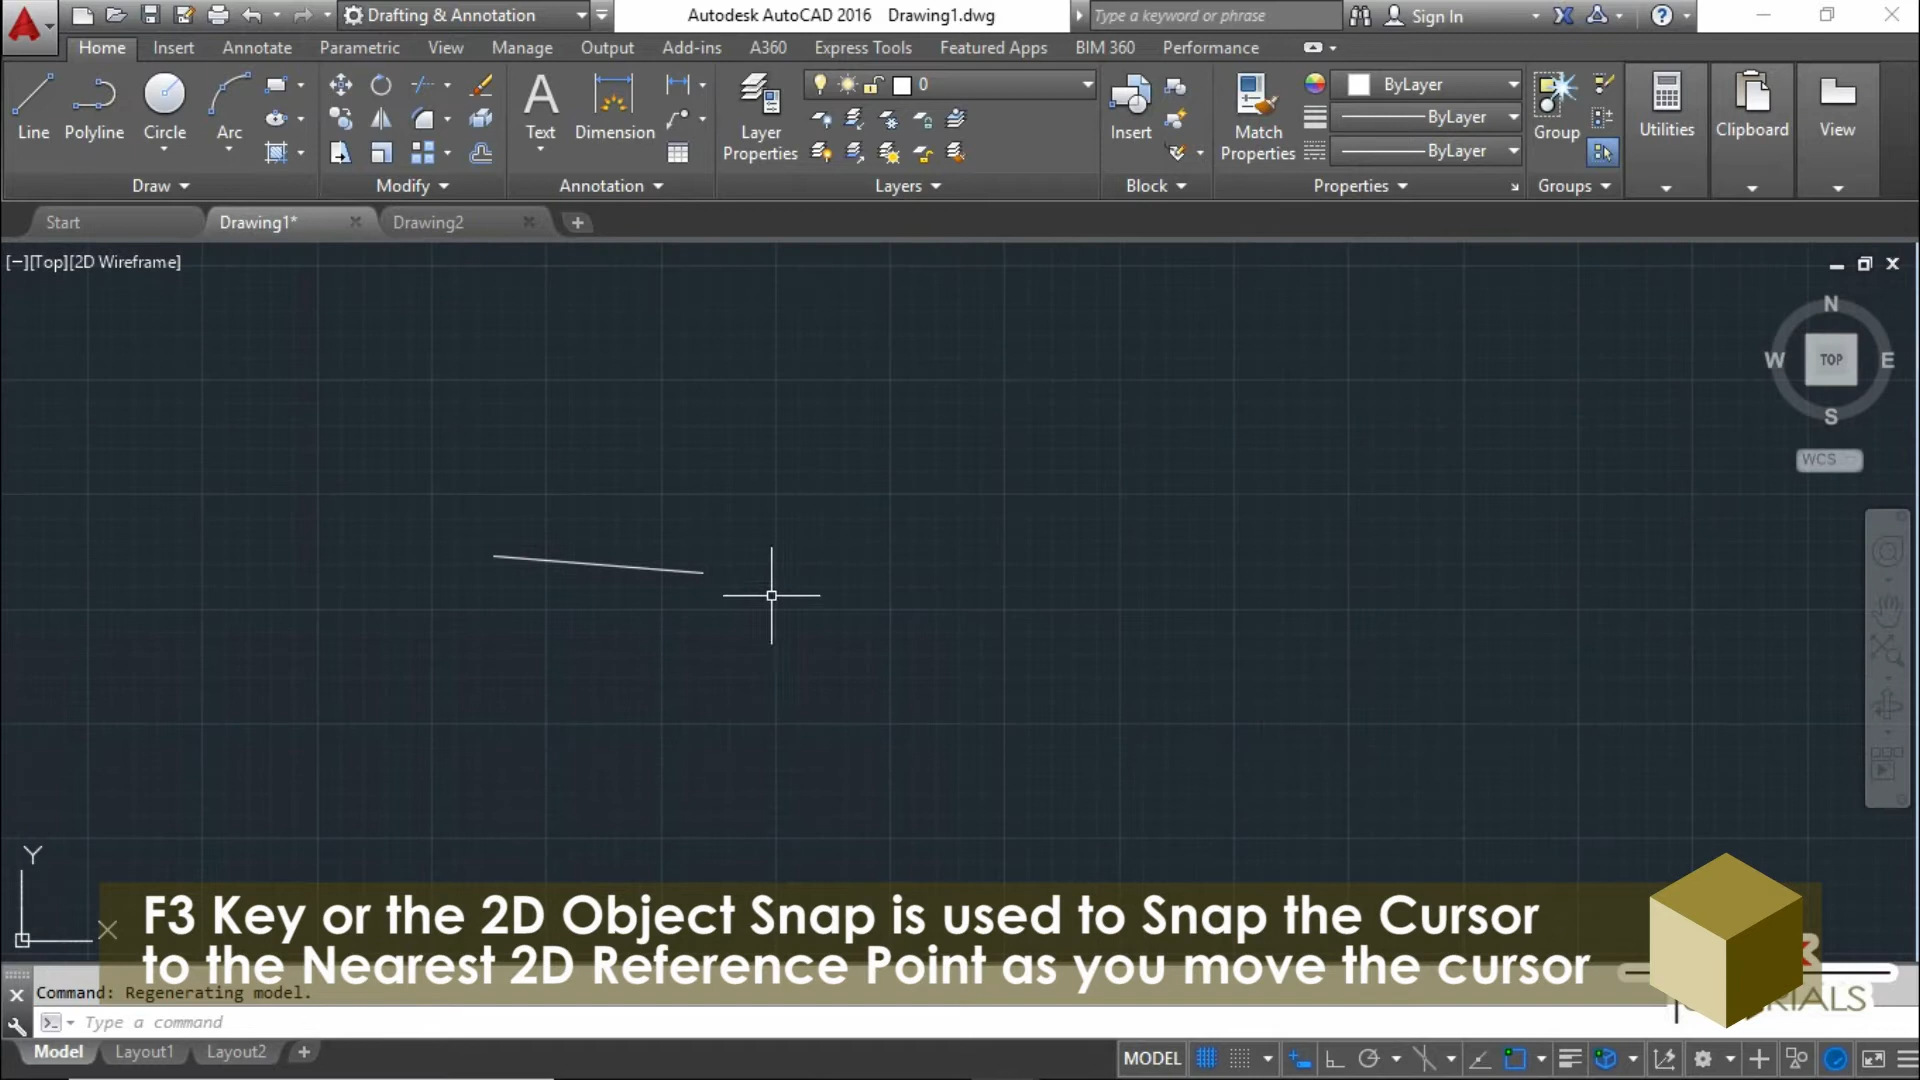 Drafting & Annotation
Autodesk AutoCAD 2016 Drawing1.dwg
Type a keyword or phrase
Sign In
Home Insert Annotate Parametric View Manage Output Add-ins A360 Express Tools Featured Apps BIM 360 Performance
Line Polyline Circle Arc
Draw
Modify
Text Dimension
Annotation
Layer Properties
0
Layers
Insert
Block
Match Properties
ByLayer
ByLayer
ByLayer
Properties
Group
Groups
Utilities
Clipboard
View
Start Drawing1* Drawing2
[−][Top][2D Wireframe]
N
W TOP E
S
WCS
Y
X
F3 Key or the 2D Object Snap is used to Snap the Cursor
to the Nearest 2D Reference Point as you move the cursor
Command: Regenerating model.
Type a command
Model Layout1 Layout2
MODEL